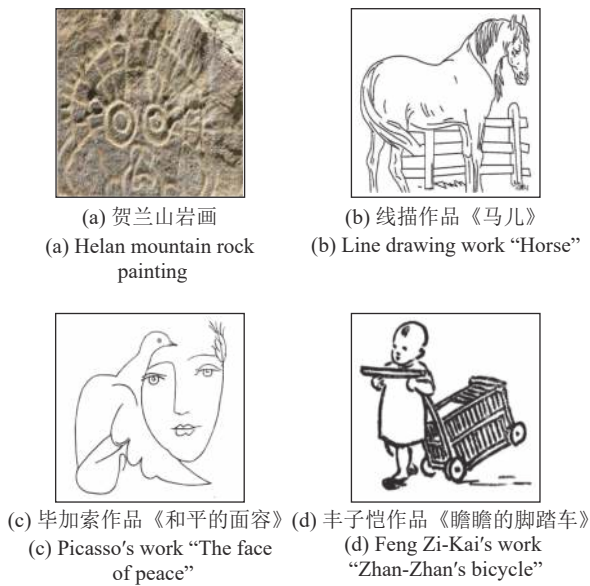 (a) 贺兰山岩画
(a) Helan mountain rock
painting
(b) 线描作品《马儿》
(b) Line drawing work “Horse”
(c) 毕加索作品《和平的面容》
(c) Picasso′s work “The face
of peace”
(d) 丰子恺作品《瞻瞻的脚踏车》
(d) Feng Zi-Kai′s work
“Zhan-Zhan′s bicycle”